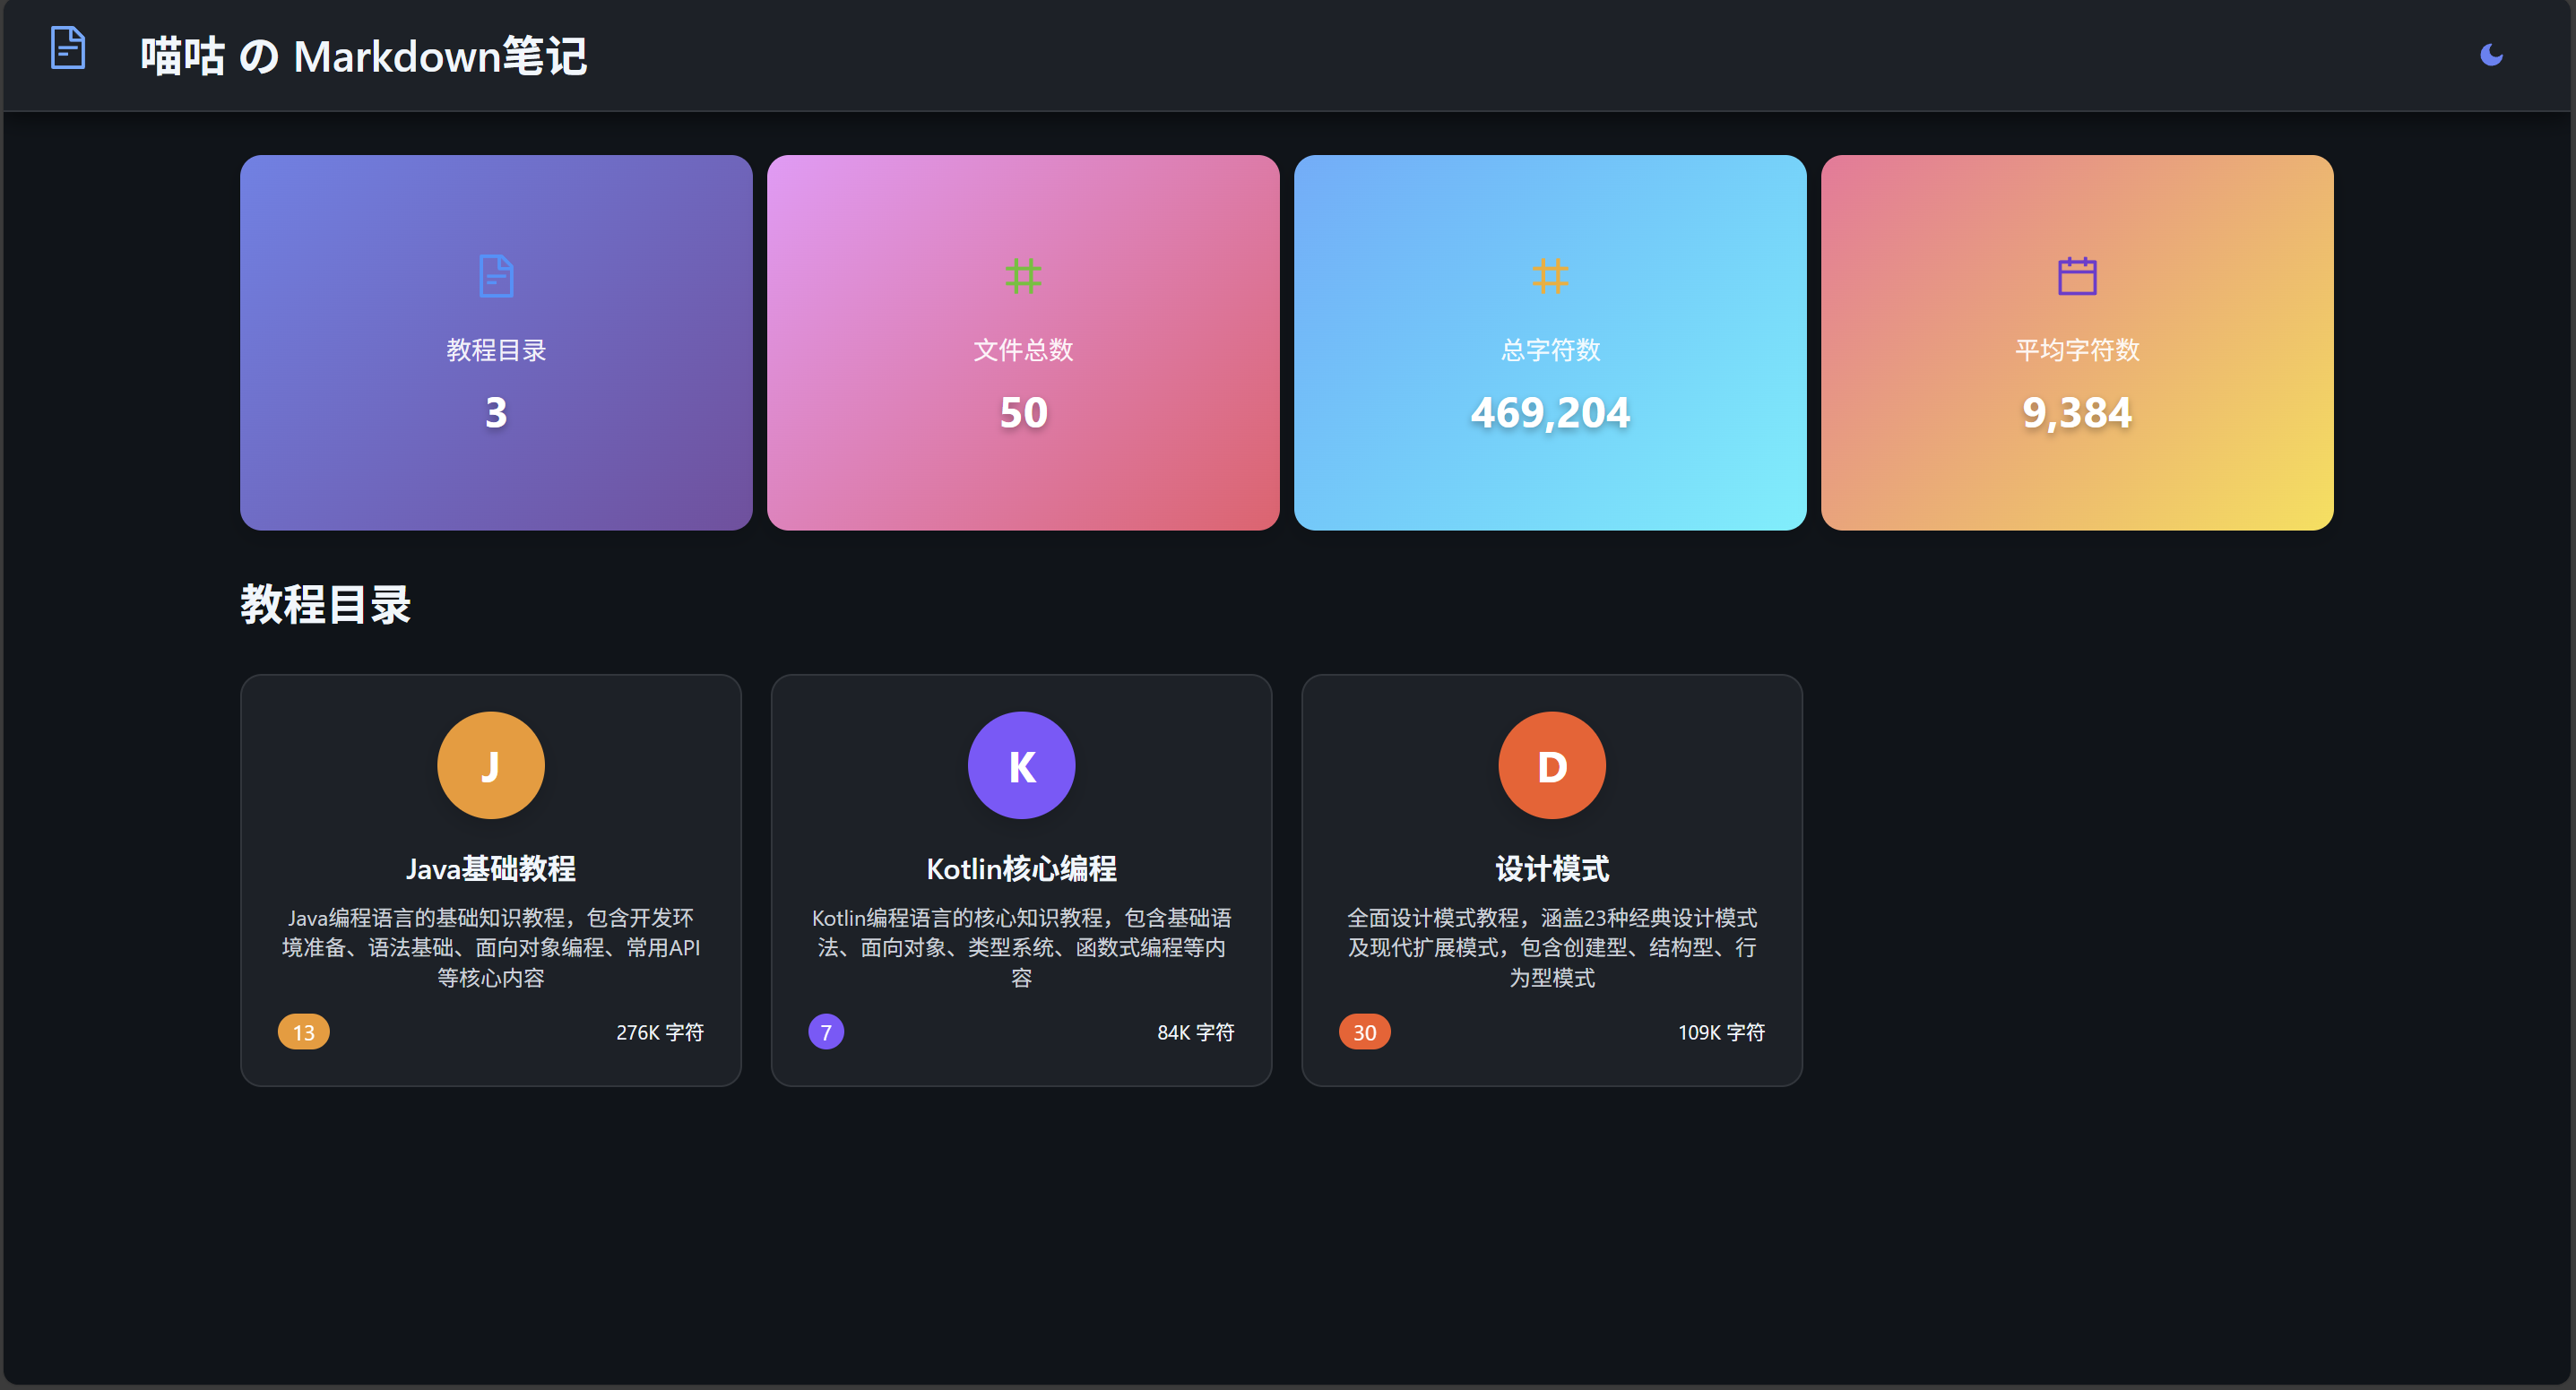 喵咕 の Markdown笔记
教程目录
3
文件总数
50
总字符数
469,204
平均字符数
9,384
教程目录
J
Java基础教程
Java编程语言的基础知识教程，包含开发环
境准备、语法基础、面向对象编程、常用API
等核心内容
13
276K 字符
K
Kotlin核心编程
Kotlin编程语言的核心知识教程，包含基础语
法、面向对象、类型系统、函数式编程等内
容
7
84K 字符
D
设计模式
全面设计模式教程，涵盖23种经典设计模式
及现代扩展模式，包含创建型、结构型、行
为型模式
30
109K 字符